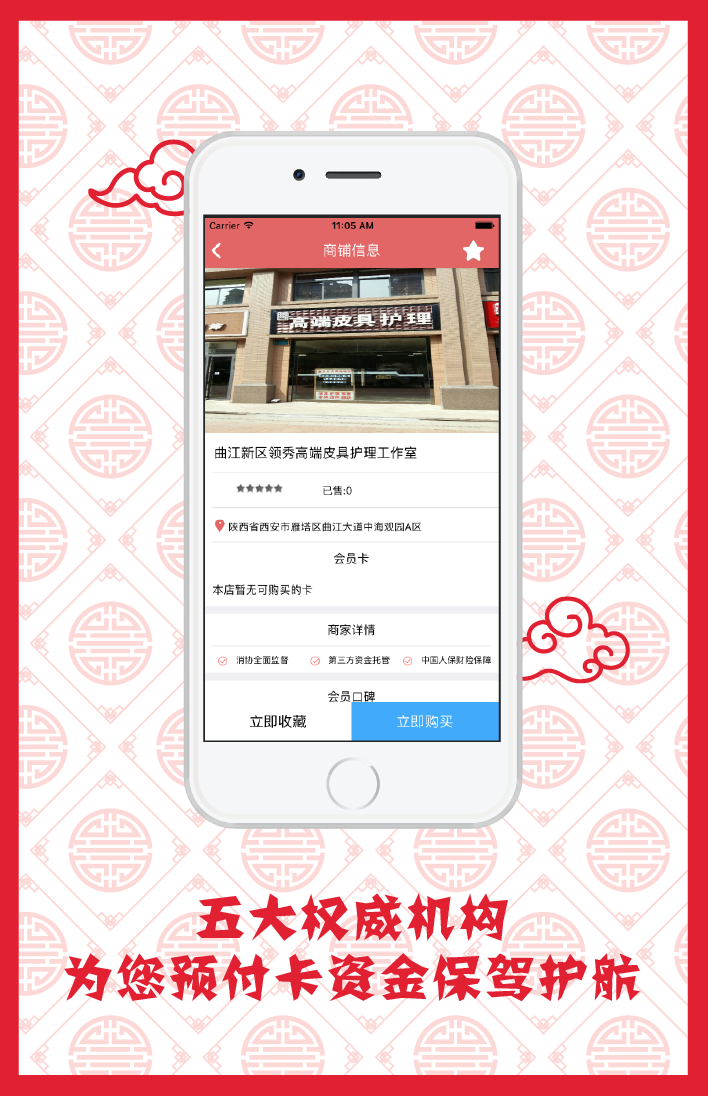 Carrier 11:05 AM
商铺信息
高端皮具护理
曲江新区领秀高端皮具护理工作室
已售:0
陕西省西安市雁塔区曲江大道中海观园A区
会员卡
本店暂无可购买的卡
商家详情
消协全面监督 第三方资金托管 中国人保财险保障
会员口碑
立即收藏 立即购买
五大权威机构
为您预付卡资金保驾护航